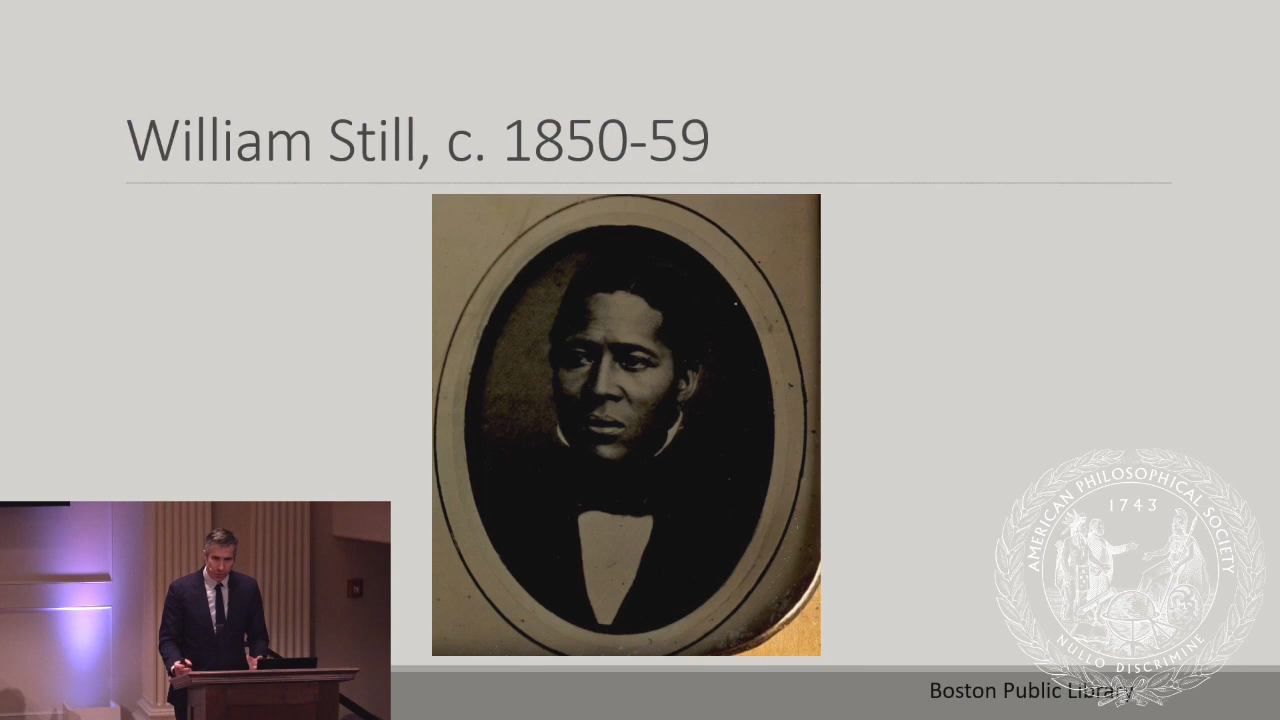 William Still, c. 1850-59
AMERICAN PHILOSOPHICAL SOCIETY
1743
NULLO DISCRIMINE
Boston Public Library